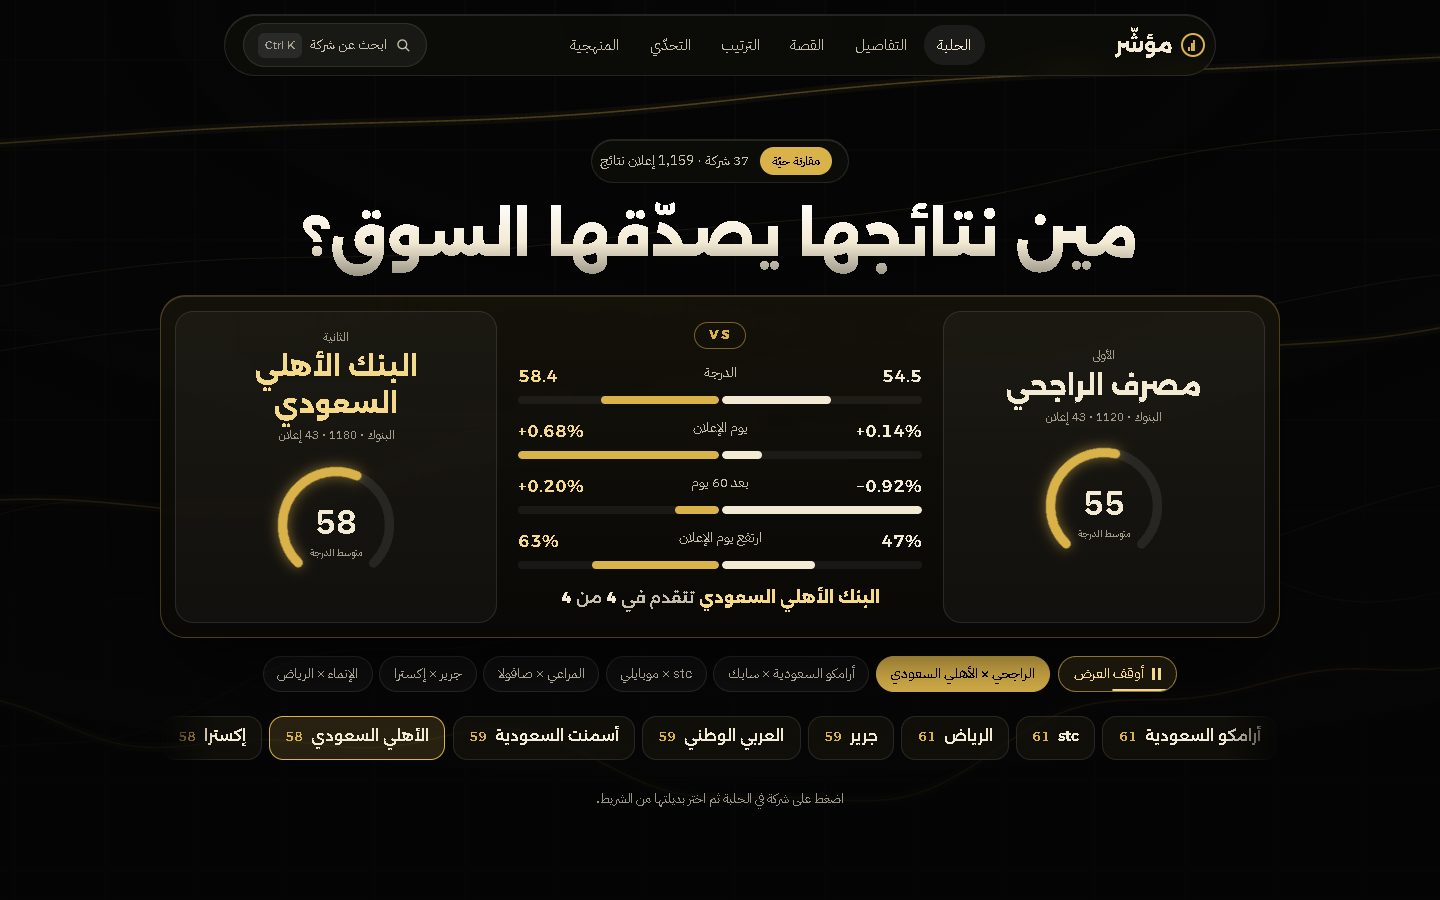 مؤشّر
الحلبة
التفاصيل
القصة
الترتيب
التحدّي
المنهجية
ابحث عن شركة
Ctrl K
مقارنة حيّة
37 شركة · 1,159 إعلان نتائج
مين نتائجها يصدّقها السوق؟
الأولى
مصرف الراجحي
البنوك · 1120 · 43 إعلان
55
متوسط الدرجة
VS
54.5 الدرجة 58.4
+0.14% يوم الإعلان +0.68%
−0.92% بعد 60 يوم +0.20%
47% ارتفع يوم الإعلان 63%
البنك الأهلي السعودي تتقدم في 4 من 4
الثانية
البنك الأهلي
السعودي
البنوك · 1180 · 43 إعلان
58
متوسط الدرجة
أوقف العرض
الراجحي × الأهلي السعودي
أرامكو السعودية × سابك
stc × موبايلي
المراعي × صافولا
جرير × إكسترا
الإنماء × الرياض
أرامكو السعودية 61
stc 61
الرياض 61
جرير 59
العربي الوطني 59
أسمنت السعودية 59
الأهلي السعودي 58
إكسترا 58
اضغط على شركة في الحلبة ثم اختر بديلتها من الشريط.